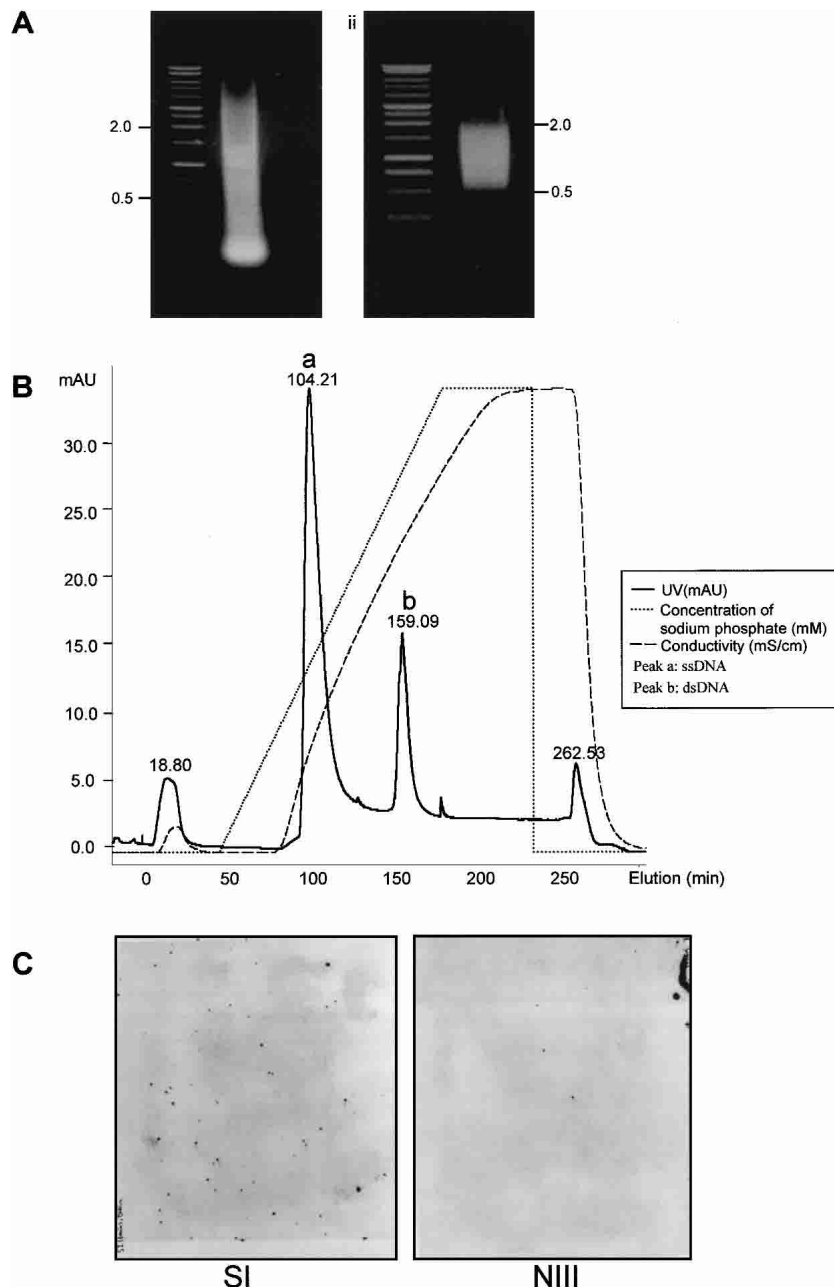 A
ii
2.0
0.5
2.0
0.5
B
mAU
a
104.21
30.0
25.0
20.0
15.0
10.0
5.0
0.0
b
159.09
18.80
262.53
UV(mAU)
Concentration of
sodium phosphate (mM)
Conductivity (mS/cm)
Peak a: ssDNA
Peak b: dsDNA
0
50
100
150
200
250
Elution (min)
C
SI
NIII